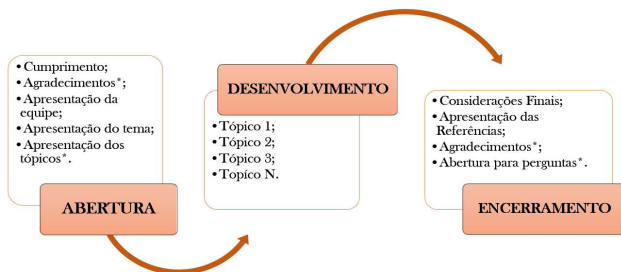 • Cumprimento;
• Agradecimentos*;
• Apresentação da
equipe;
• Apresentação do tema;
• Apresentação dos
tópicos*.
ABERTURA
DESENVOLVIMENTO
• Tópico 1;
• Tópico 2;
• Tópico 3;
• Topíco N.
• Considerações Finais;
• Apresentação das
Referências;
• Agradecimentos*;
• Abertura para perguntas*.
ENCERRAMENTO